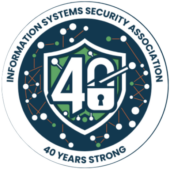 INFORMATION SYSTEMS SECURITY ASSOCIATION
40
40 YEARS STRONG